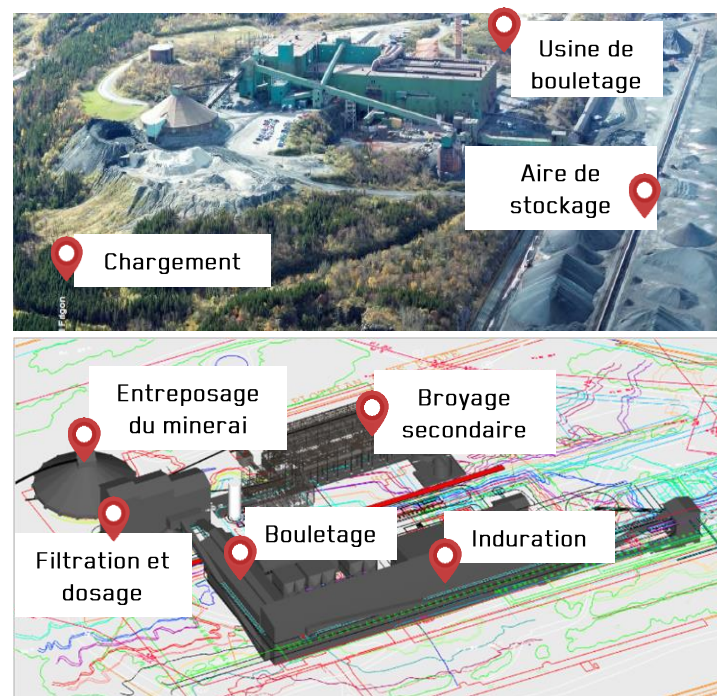 Usine de
bouletage
Aire de
stockage
Chargement
Entreposage
du minerai
Broyage
secondaire
Bouletage
Induration
Filtration et
dosage